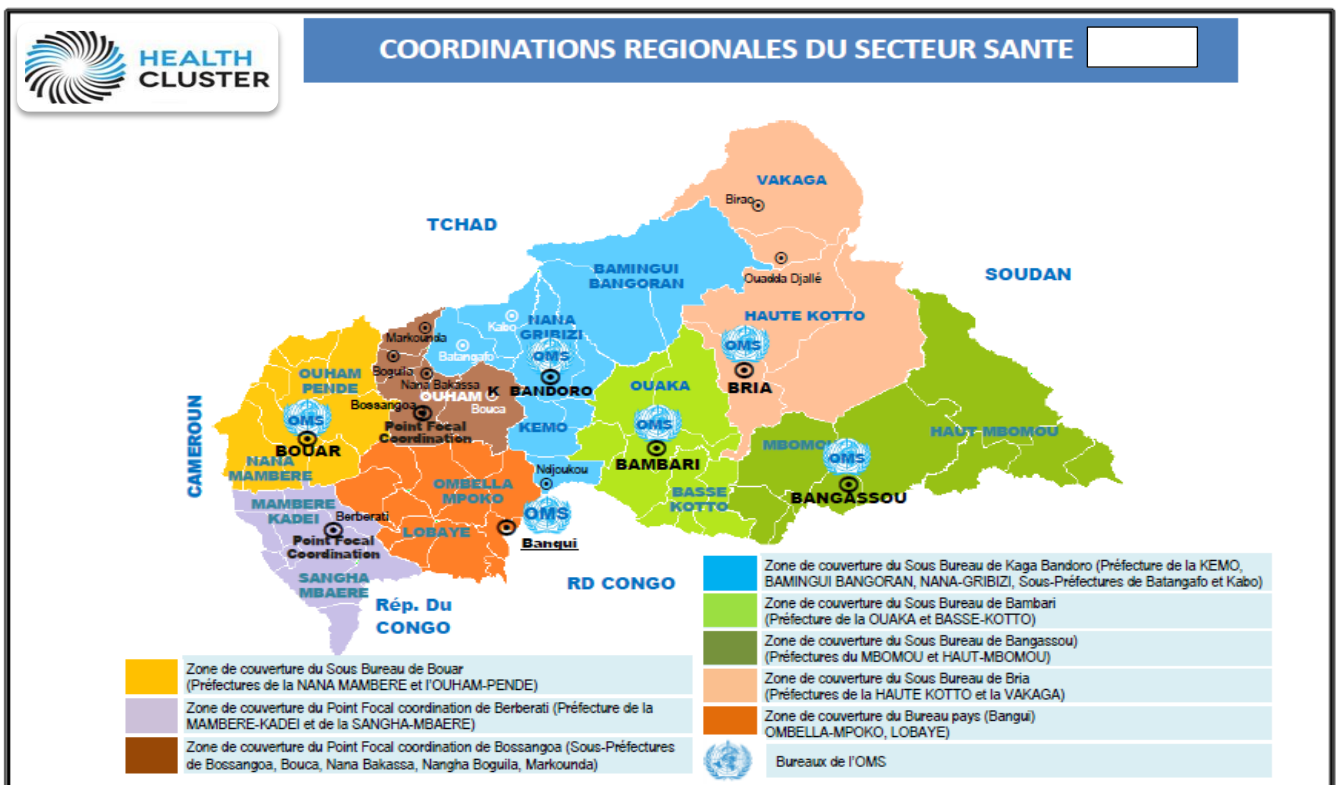 HEALTH
CLUSTER
COORDINATIONS REGIONALES DU SECTEUR SANTE
VAKAGA
Birao
TCHAD
BAMINGUI
BANGORAN
Ouadda Djallé
SOUDAN
HAUTE KOTTO
Kabo
NANA
GRIBIZI
Markounda
OMS
Batangafo
OMS
Boguila
OUHAM
PENDE
Nana Bakassa
OUHAM
K BANDORO
OUAKA
BRIA
Bouca
Bossangoa
CAMEROUN
OMS
Point Focal
Coordination
KEMO
OMS
MBOMOU
HAUT MBOMOU
BOUAR
BAMBARI
OMS
NANA
MAMBERE
Ndjoukou
OMBELLA
MPOKO
BASSE
KOTTO
BANGASSOU
MAMBERE
KADEI
Berberati
OMS
LOBAYE
Point Focal
Coordination
Bangui
SANGHA
MBAERE
RD CONGO
Rép. Du
CONGO
Zone de couverture du Sous Bureau de Kaga Bandoro (Préfecture de la KEMO,
BAMINGUI BANGORAN, NANA-GRIBIZI, Sous-Préfectures de Batangafo et Kabo)
Zone de couverture du Sous Bureau de Bambari
(Préfecture de la OUAKA et BASSE-KOTTO)
Zone de couverture du Sous Bureau de Bangassou)
(Préfectures du MBOMOU et HAUT-MBOMOU)
Zone de couverture du Sous Bureau de Bria
(Préfectures de la HAUTE KOTTO et la VAKAGA)
Zone de couverture du Bureau pays (Bangui)
OMBELLA-MPOKO, LOBAYE)
Bureaux de l'OMS
Zone de couverture du Sous Bureau de Bouar
(Préfectures de la NANA MAMBERE et l'OUHAM-PENDE)
Zone de couverture du Point Focal coordination de Berberati (Préfecture de la
MAMBERE-KADEI et de la SANGHA-MBAERE)
Zone de couverture du Point Focal coordination de Bossangoa (Sous-Préfectures
de Bossangoa, Bouca, Nana Bakassa, Nangha Boguila, Markounda)